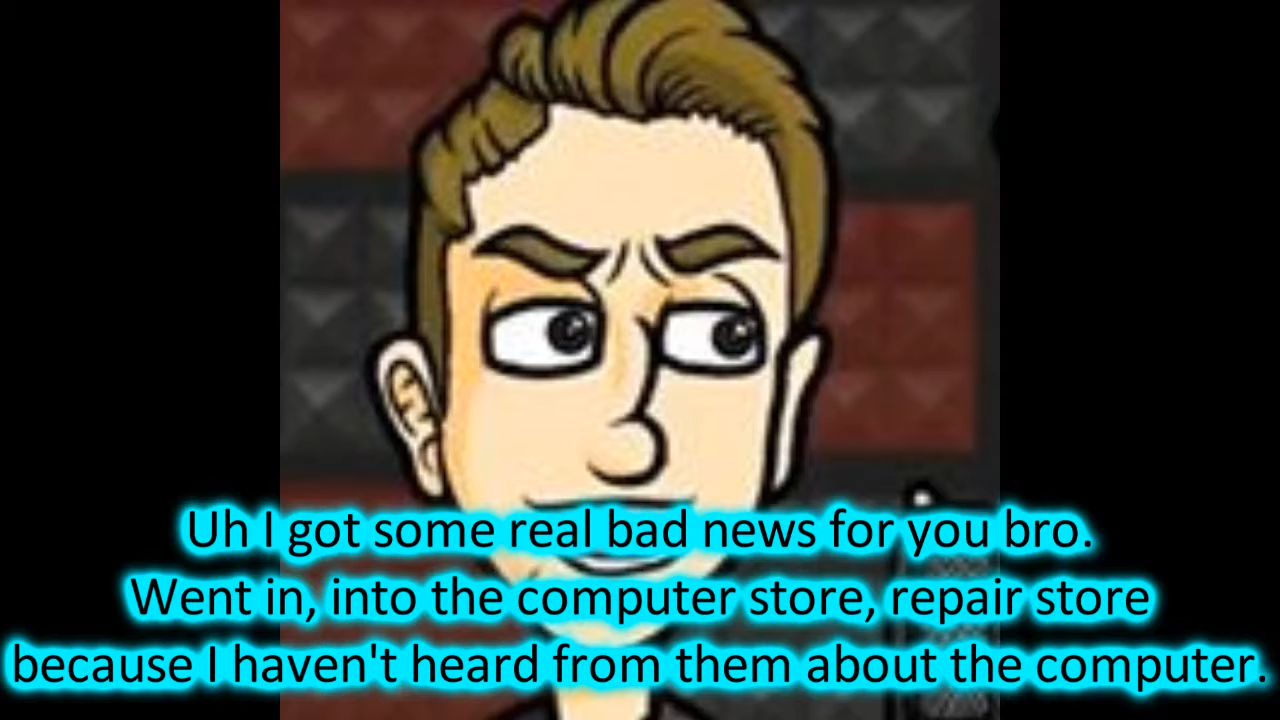 Uh I got some real bad news for you bro.
Went in, into the computer store, repair store
because I haven't heard from them about the computer.